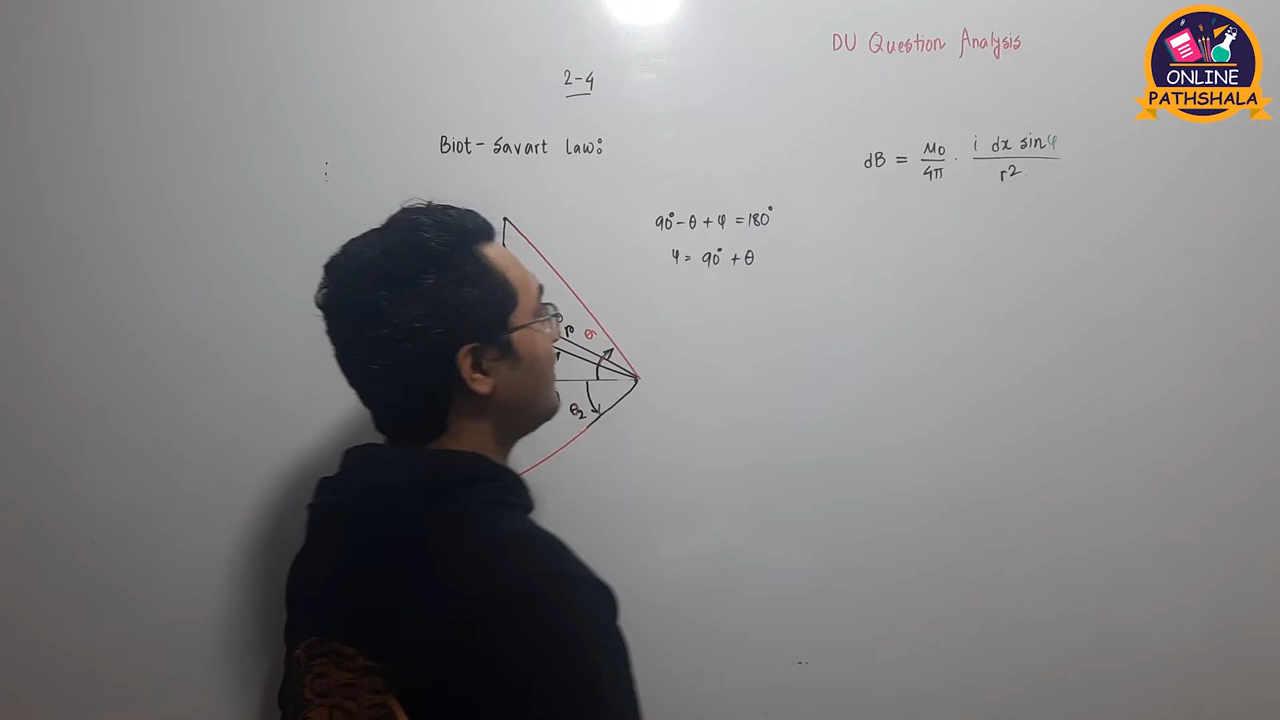 DU Question Analysis
ONLINE
PATHSHALA
2-4
Biot-Savart law:
dB = μ0/4π · i dx sinφ / r²
90° - θ + φ = 180°
φ = 90° + θ
r θ
θ2